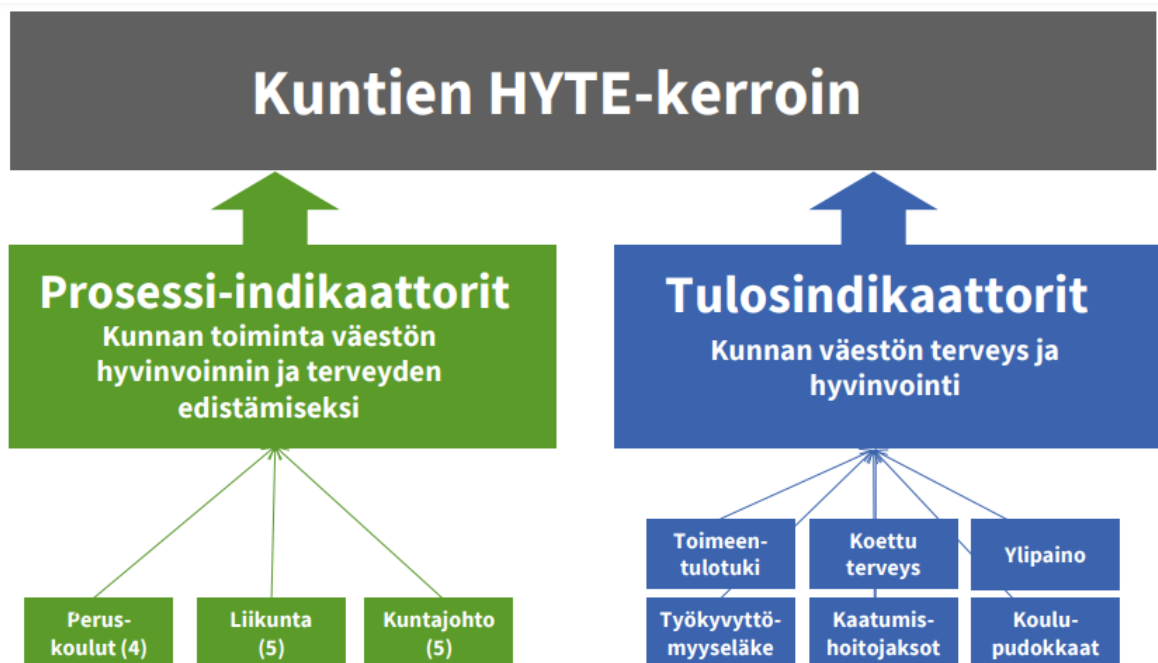 Kuntien HYTE-kerroin
Prosessi-indikaattorit
Kunnan toiminta väestön
hyvinvoinnin ja terveyden
edistämiseksi
Tulosindikaattorit
Kunnan väestön terveys ja
hyvinvointi
Perus-
koulut (4)
Liikunta
(5)
Kuntajohto
(5)
Toimeen-
tulotuki
Koettu
terveys
Ylipaino
Työkyvyttö-
myyseläke
Kaatumis-
hoitojaksot
Koulu-
pudokkaat